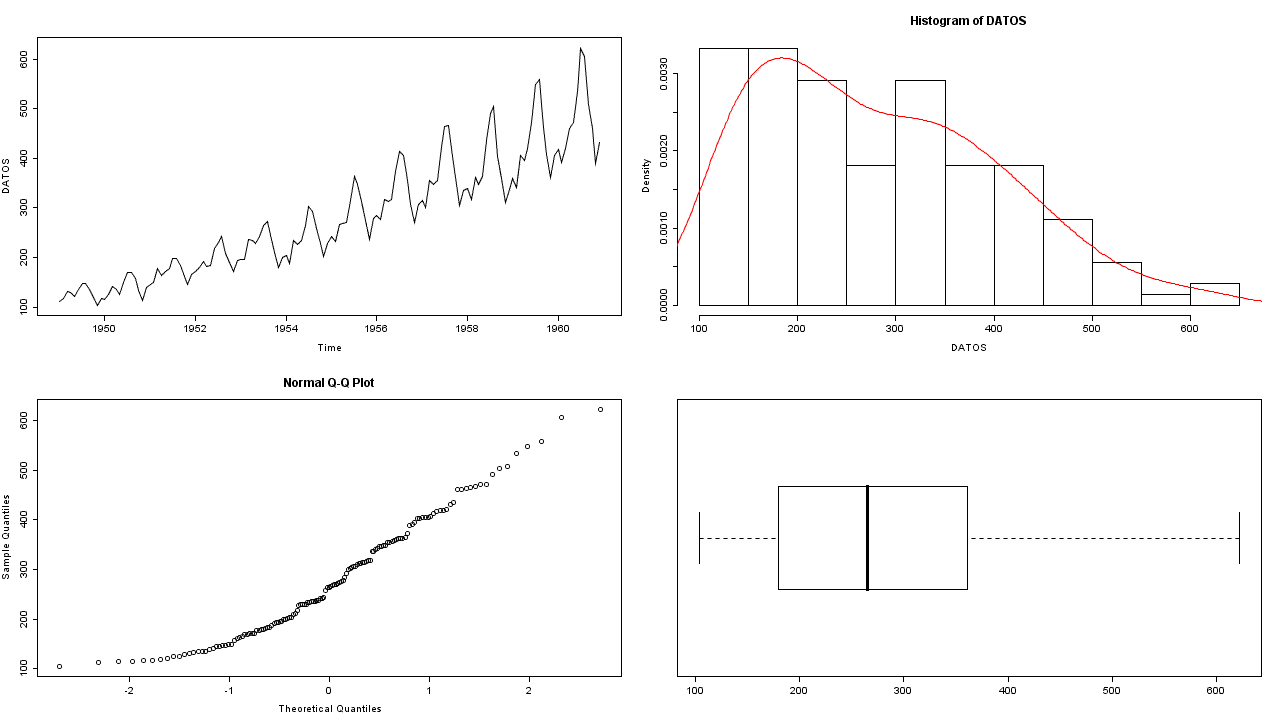 DATOS
600
500
400
300
200
100
1950 1952 1954 1956 1958 1960
Time
Histogram of DATOS
Density
0.0030
0.0020
0.0010
0.0000
100 200 300 400 500 600
DATOS
Normal Q-Q Plot
Sample Quantiles
600
500
400
300
200
100
-2 -1 0 1 2
Theoretical Quantiles
100 200 300 400 500 600